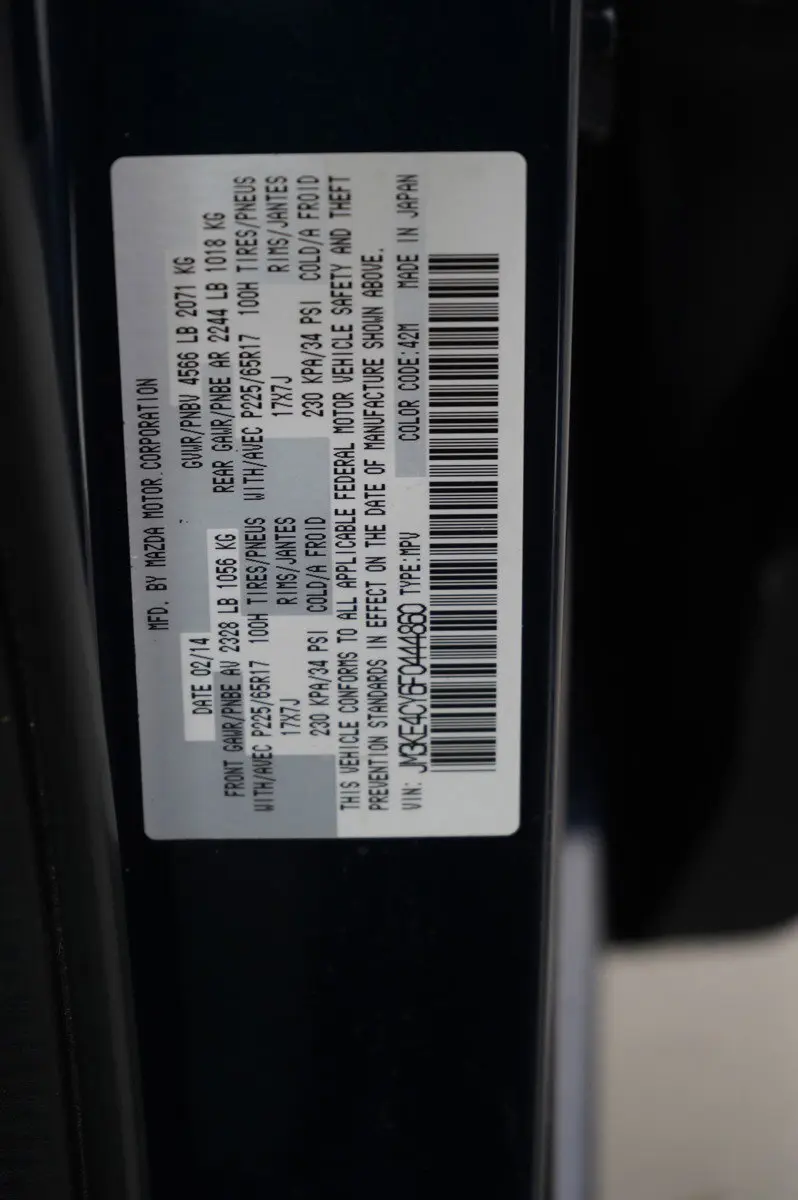 MFD. BY MAZDA MOTOR CORPORATION
DATE 02/14 GVWR/PNBV 4566 LB 2071 KG
FRONT GAWR/PNBE AV 2328 LB 1056 KG REAR GAWR/PNBE AR 2244 LB 1018 KG
WITH/AVEC P225/65R17 100H TIRES/PNEUS WITH/AVEC P225/65R17 100H TIRES/PNEUS
17X7J RIMS/JANTES 17X7J RIMS/JANTES
230 KPA/34 PSI COLD/A FROID 230 KPA/34 PSI COLD/A FROID
THIS VEHICLE CONFORMS TO ALL APPLICABLE FEDERAL MOTOR VEHICLE SAFETY AND THEFT
PREVENTION STANDARDS IN EFFECT ON THE DATE OF MANUFACTURE SHOWN ABOVE.
VIN: JM3KE4CY6F0444860 TYPE:MPV COLOR CODE:42M MADE IN JAPAN